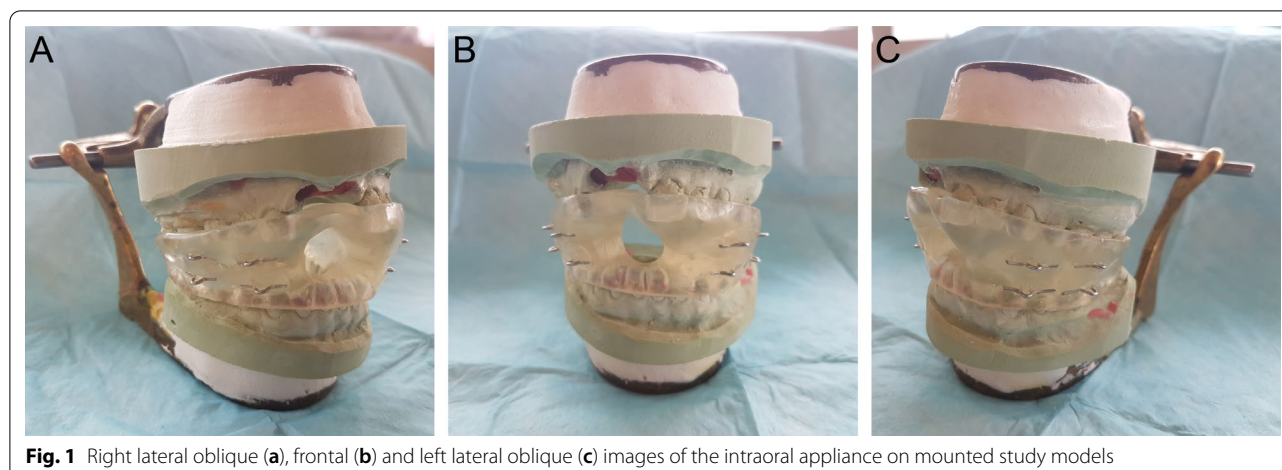 A
B
C
Fig. 1 Right lateral oblique (a), frontal (b) and left lateral oblique (c) images of the intraoral appliance on mounted study models